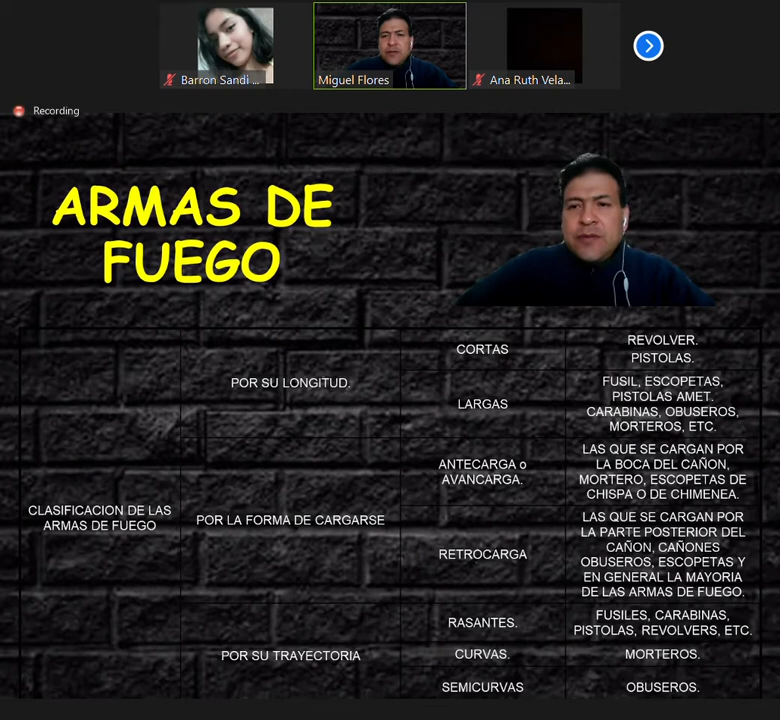 Barron Sandi ...
Miguel Flores
Ana Ruth Vela...
Recording
ARMAS DE
FUEGO
CLASIFICACION DE LAS
ARMAS DE FUEGO
POR SU LONGITUD.
CORTAS
REVOLVER.
PISTOLAS.
LARGAS
FUSIL, ESCOPETAS,
PISTOLAS AMET.
CARABINAS, OBUSEROS,
MORTEROS, ETC.
POR LA FORMA DE CARGARSE
ANTECARGA o
AVANCARGA.
LAS QUE SE CARGAN POR
LA BOCA DEL CAÑON,
MORTERO, ESCOPETAS DE
CHISPA O DE CHIMENEA.
RETROCARGA
LAS QUE SE CARGAN POR
LA PARTE POSTERIOR DEL
CAÑON, CAÑONES
OBUSEROS, ESCOPETAS Y
EN GENERAL LA MAYORIA
DE LAS ARMAS DE FUEGO.
POR SU TRAYECTORIA
RASANTES.
FUSILES, CARABINAS,
PISTOLAS, REVOLVERS, ETC.
CURVAS.
MORTEROS.
SEMICURVAS
OBUSEROS.